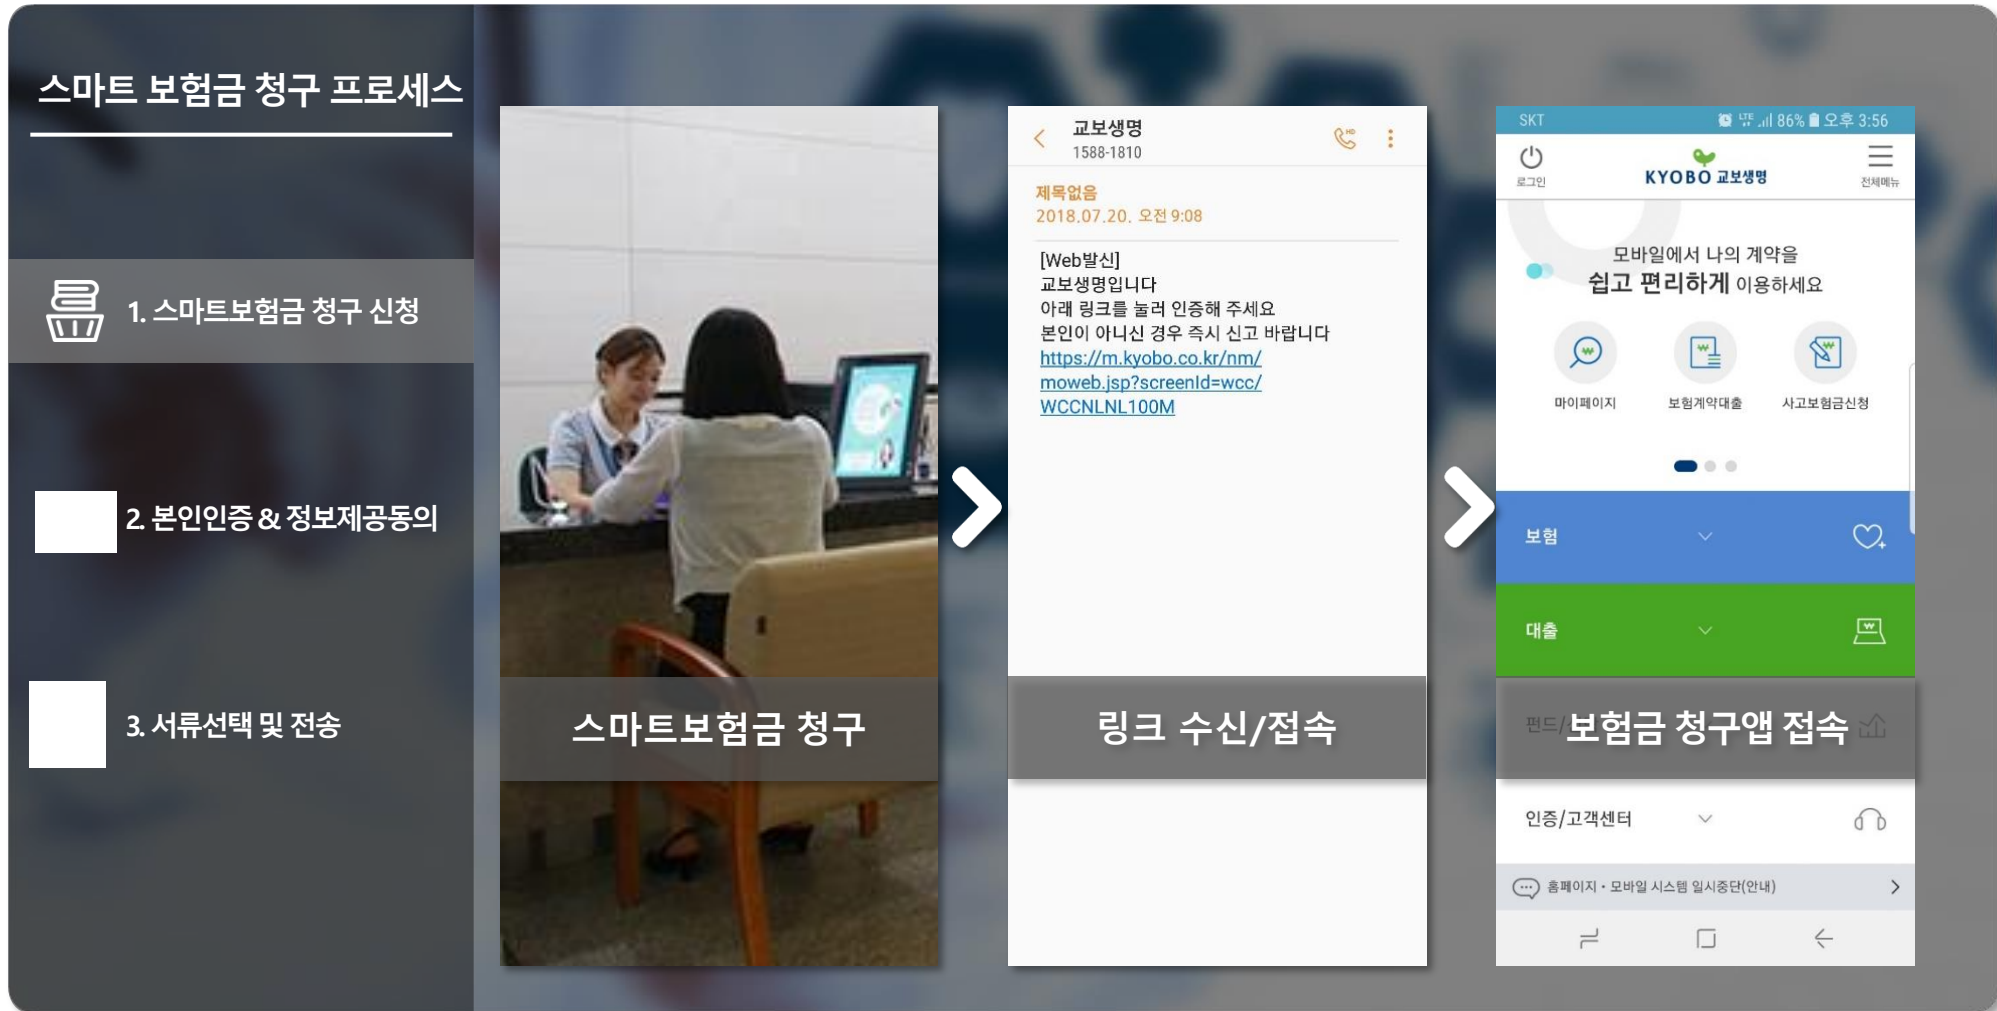 스마트 보험금 청구 프로세스
1. 스마트보험금 청구 신청
2. 본인인증 & 정보제공동의
3. 서류선택 및 전송
스마트보험금 청구
교보생명
1588-1810
HD
제목없음
2018.07.20. 오전 9:08
[Web발신]
교보생명입니다
아래 링크를 눌러 인증해 주세요
본인이 아니신 경우 즉시 신고 바랍니다
https://m.kyobo.co.kr/nm/
moweb.jsp?screenId=wcc/
WCCNLNL100M
링크 수신/접속
SKT LTE 86% 오후 3:56
로그인
KYOBO 교보생명
전체메뉴
모바일에서 나의 계약을
쉽고 편리하게 이용하세요
마이페이지 보험계약대출 사고보험금신청
보험
대출
펀드/
보험금 청구앱 접속
인증/고객센터
홈페이지・모바일 시스템 일시중단(안내)